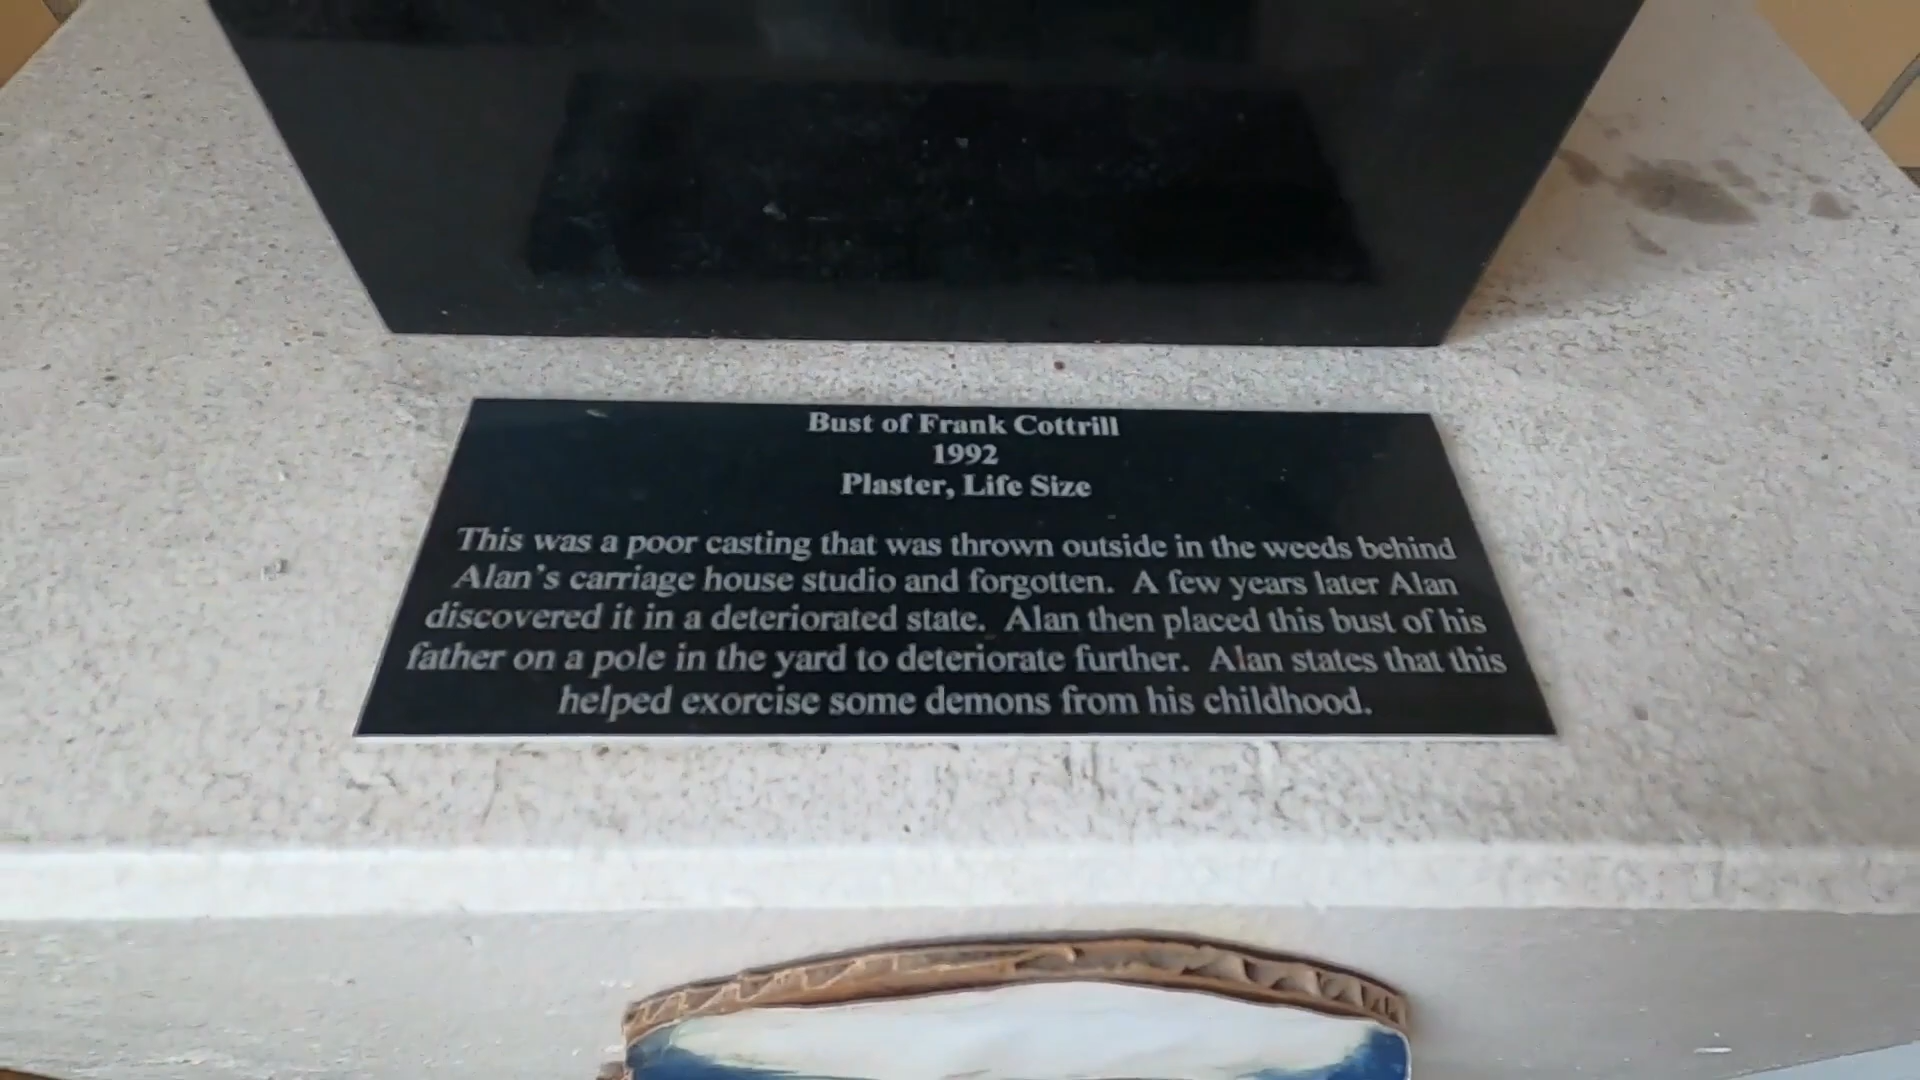 Bust of Frank Cottrill
1992
Plaster, Life Size
This was a poor casting that was thrown outside in the weeds behind
Alan's carriage house studio and forgotten. A few years later Alan
discovered it in a deteriorated state. Alan then placed this bust of his
father on a pole in the yard to deteriorate further. Alan states that this
helped exorcise some demons from his childhood.